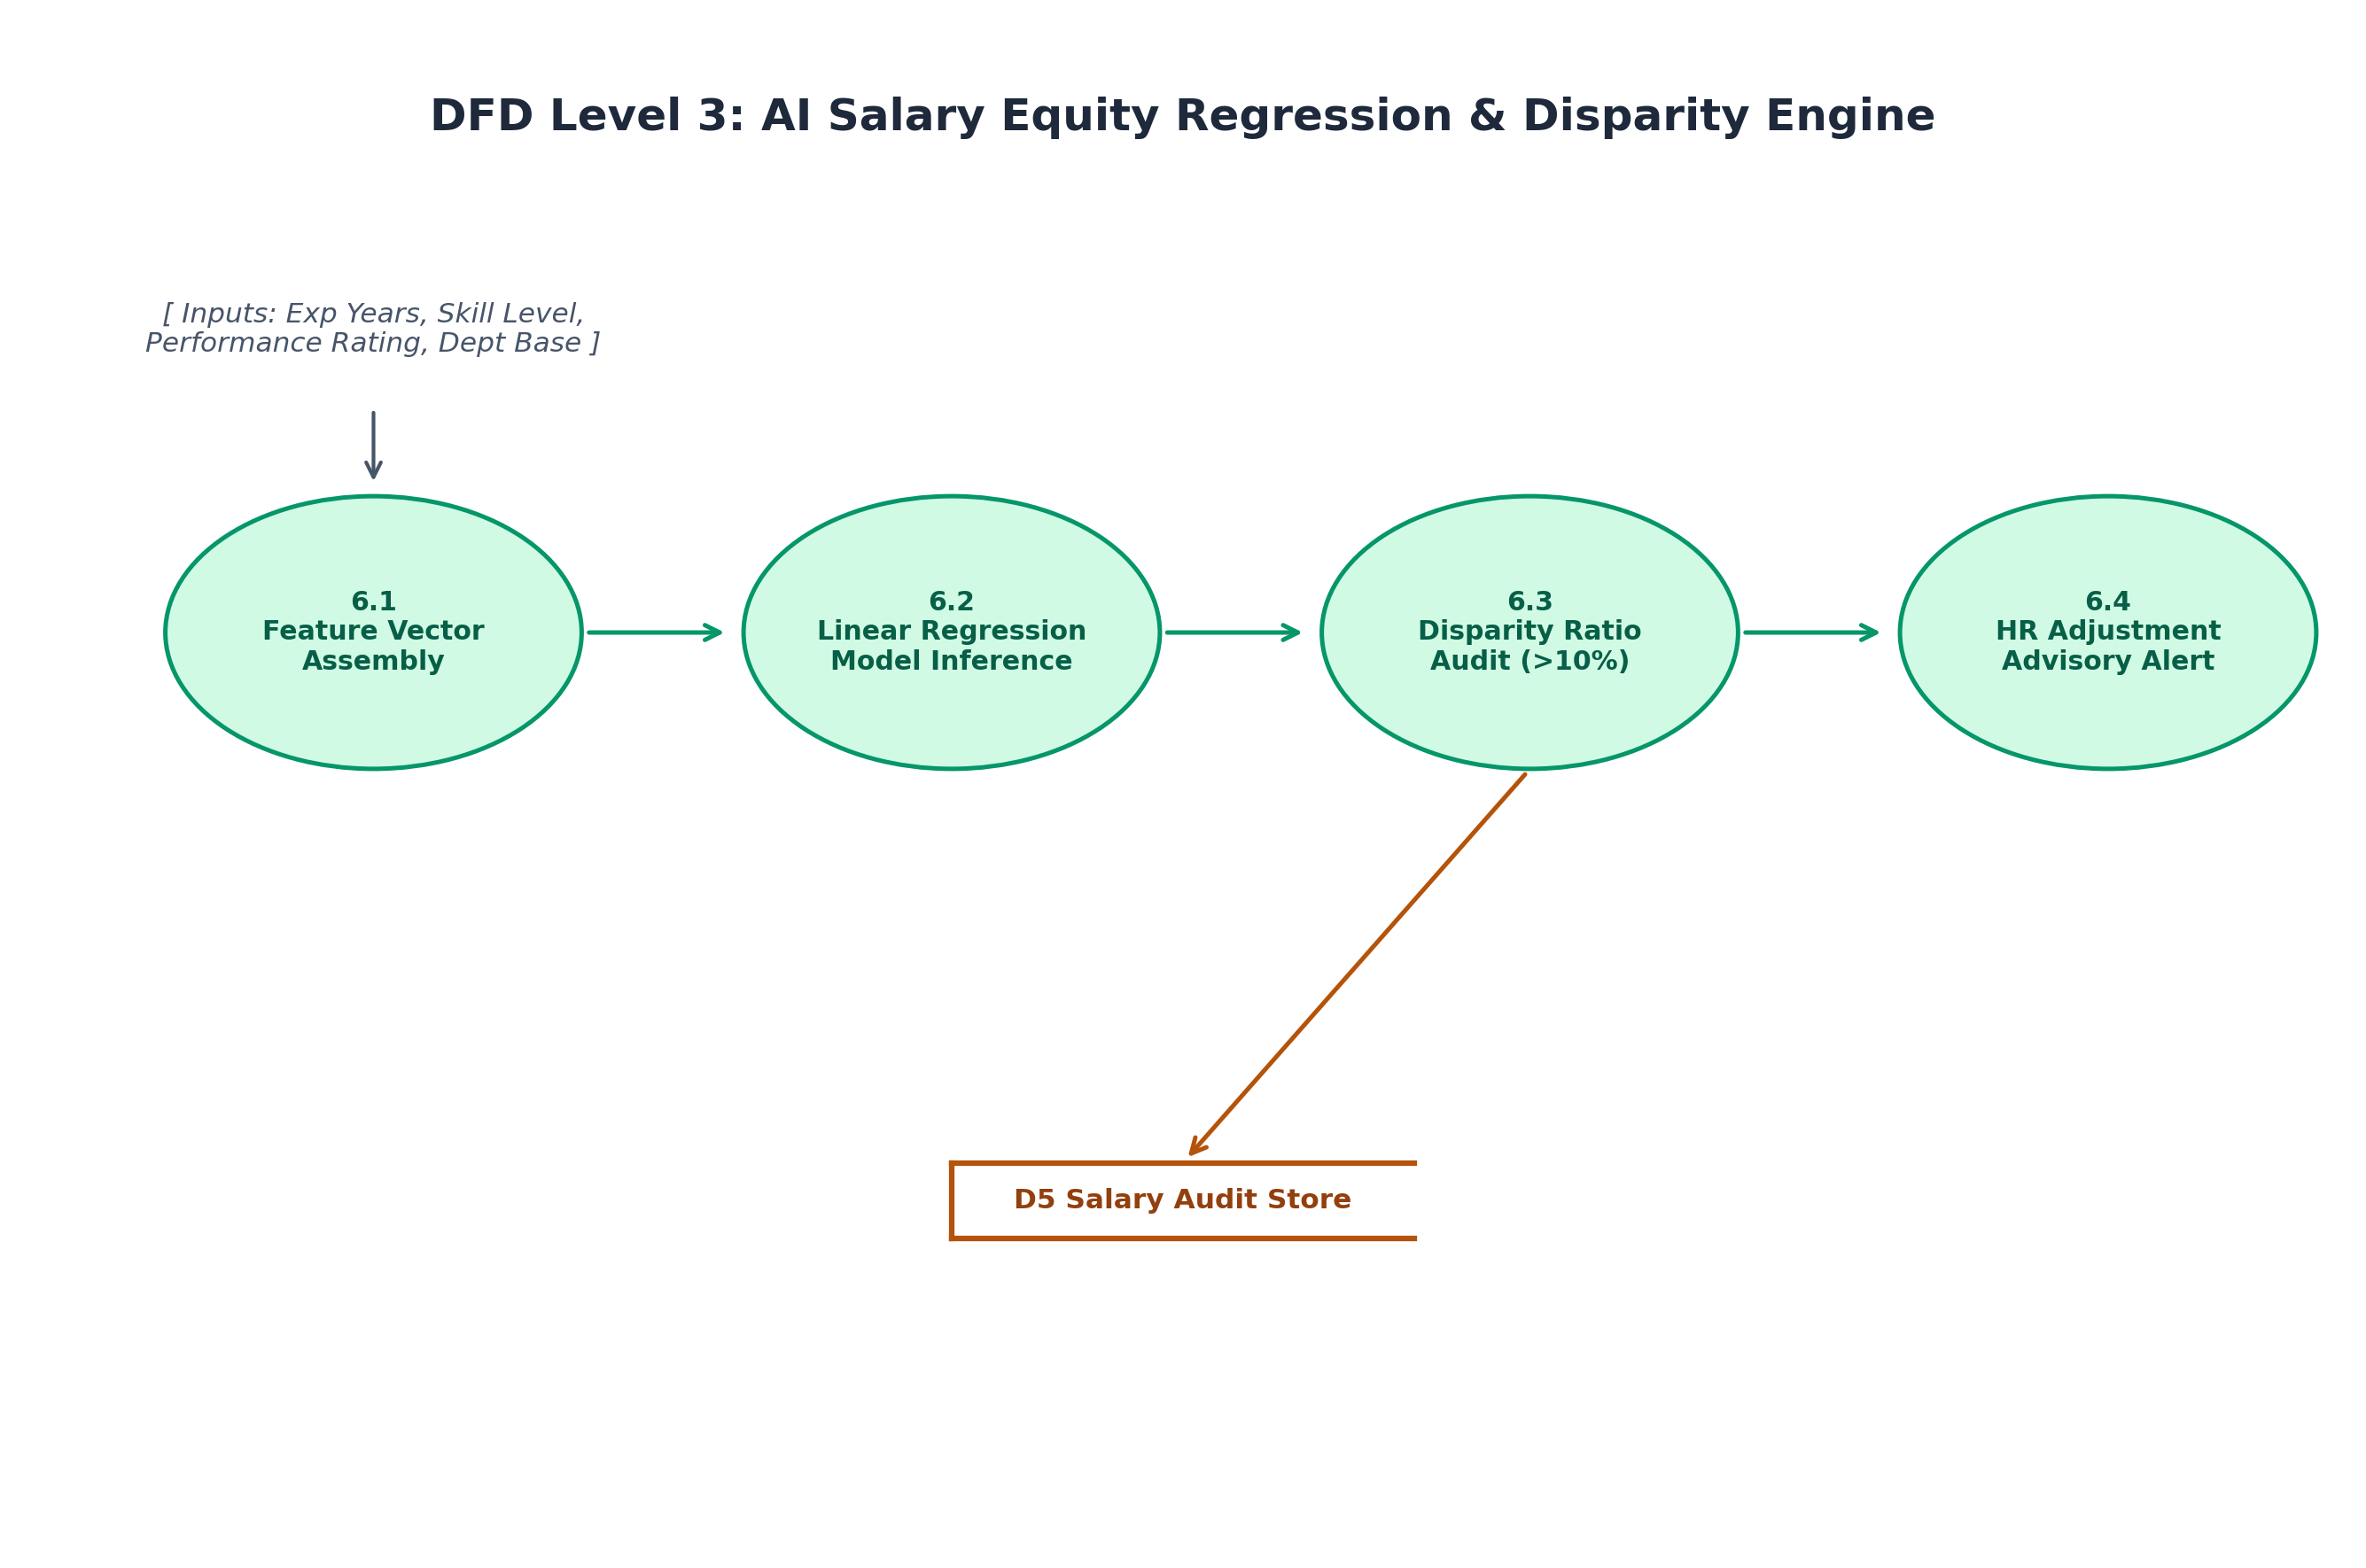 DFD Level 3: AI Salary Equity Regression & Disparity Engine
[ Inputs: Exp Years, Skill Level,
Performance Rating, Dept Base ]
6.1
Feature Vector
Assembly
6.2
Linear Regression
Model Inference
6.3
Disparity Ratio
Audit (>10%)
6.4
HR Adjustment
Advisory Alert
D5 Salary Audit Store